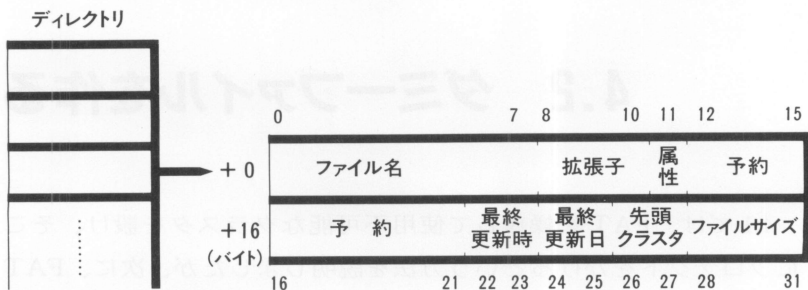 ディレクトリ
0 7 8 10 11 12 15
+0 ファイル名 拡張子 属性 予約
+16 (バイト) 予約 最終更新時 最終更新日 先頭クラスタ ファイルサイズ
16 21 22 23 24 25 26 27 28 31